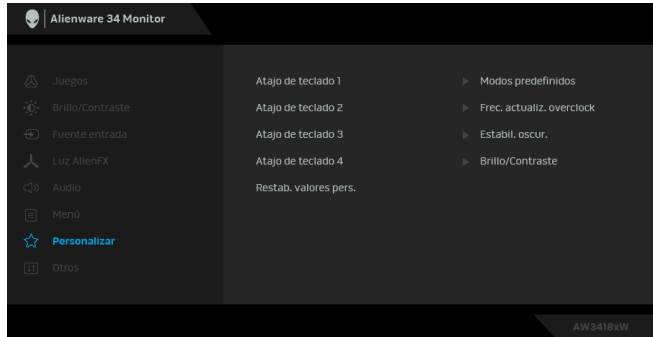 Alienware 34 Monitor
Juegos
Brillo/Contraste
Fuente entrada
Luz AlienFX
Audio
Menú
Personalizar
Otros
Atajo de teclado 1 Modos predefinidos
Atajo de teclado 2 Frec. actualiz. overclock
Atajo de teclado 3 Estabil. oscur.
Atajo de teclado 4 Brillo/Contraste
Restab. valores pers.
AW3418xW